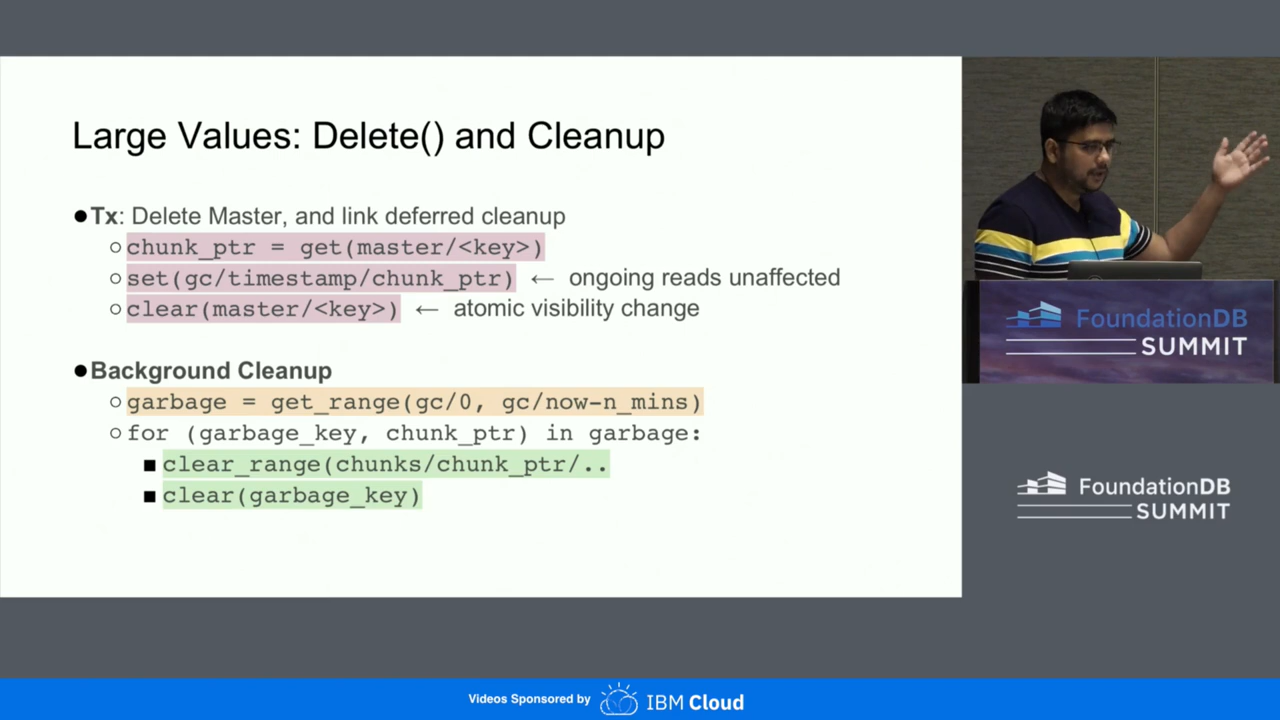 Large Values: Delete() and Cleanup
●Tx: Delete Master, and link deferred cleanup
○chunk_ptr = get(master/<key>)
○set(gc/timestamp/chunk_ptr) ← ongoing reads unaffected
○clear(master/<key>) ← atomic visibility change
●Background Cleanup
○garbage = get_range(gc/0, gc/now-n_mins)
○for (garbage_key, chunk_ptr) in garbage:
■clear_range(chunks/chunk_ptr/..
■clear(garbage_key)
FoundationDB
SUMMIT
FoundationDB
SUMMIT
Videos Sponsored by IBM Cloud